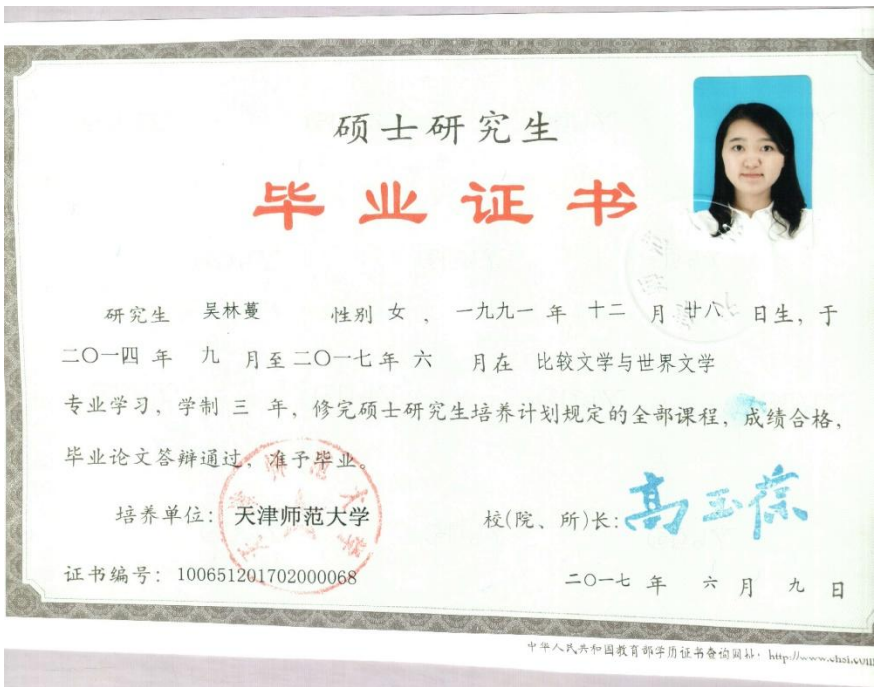 硕士研究生
毕业证书
研究生 吴林蔓 性别 女 ， 一九九一 年 十二 月 廿八 日生，于
二〇一四 年 九 月至 二〇一七 年 六 月在 比较文学与世界文学
专业学习，学制 三 年，修完硕士研究生培养计划规定的全部课程，成绩合格，
毕业论文答辩通过，准予毕业。
培养单位：天津师范大学
校(院、所)长：高玉葆
证书编号：100651201702000068
二〇一七 年 六 月 九 日
中华人民共和国教育部学历证书查询网址：http://www.chsi.com